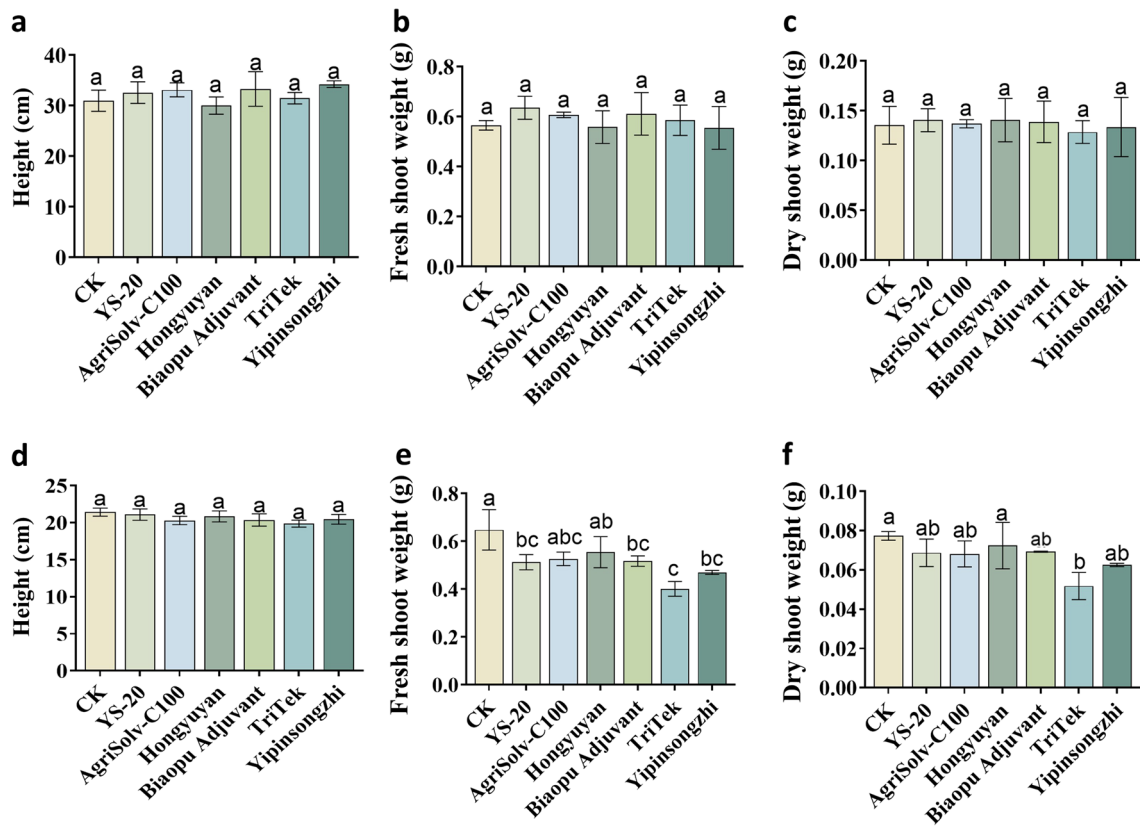 a
Height (cm)
40
30
20
10
0
a a a a a a a
CK
YS-20
AgriSolv-C100
Hongyuyan
Biaopu Adjuvant
TriTek
Yipinsongzhi
b
Fresh shoot weight (g)
0.8
0.6
0.4
0.2
0.0
a a a a a a a
CK
YS-20
AgriSolv-C100
Hongyuyan
Biaopu Adjuvant
TriTek
Yipinsongzhi
c
Dry shoot weight (g)
0.20
0.15
0.10
0.05
0.00
a a a a a a a
CK
YS-20
AgriSolv-C100
Hongyuyan
Biaopu Adjuvant
TriTek
Yipinsongzhi
d
Height (cm)
25
20
15
10
5
0
a a a a a a a
CK
YS-20
AgriSolv-C100
Hongyuyan
Biaopu Adjuvant
TriTek
Yipinsongzhi
e
Fresh shoot weight (g)
0.8
0.6
0.4
0.2
0.0
a bc abc ab bc c bc
CK
YS-20
AgriSolv-C100
Hongyuyan
Biaopu Adjuvant
TriTek
Yipinsongzhi
f
Dry shoot weight (g)
0.10
0.08
0.06
0.04
0.02
0.00
a ab ab a ab b ab
CK
YS-20
AgriSolv-C100
Hongyuyan
Biaopu Adjuvant
TriTek
Yipinsongzhi